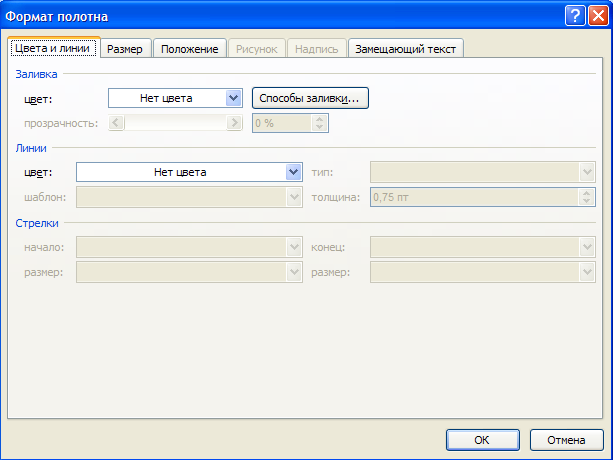 Формат полотна
Цвета и линии Размер Положение Рисунок Надпись Замещающий текст
Заливка
цвет: Нет цвета Способы заливки...
прозрачность: 0 %
Линии
цвет: Нет цвета тип:
шаблон: толщина: 0,75 пт
Стрелки
начало: конец:
размер: размер:
ОК Отмена